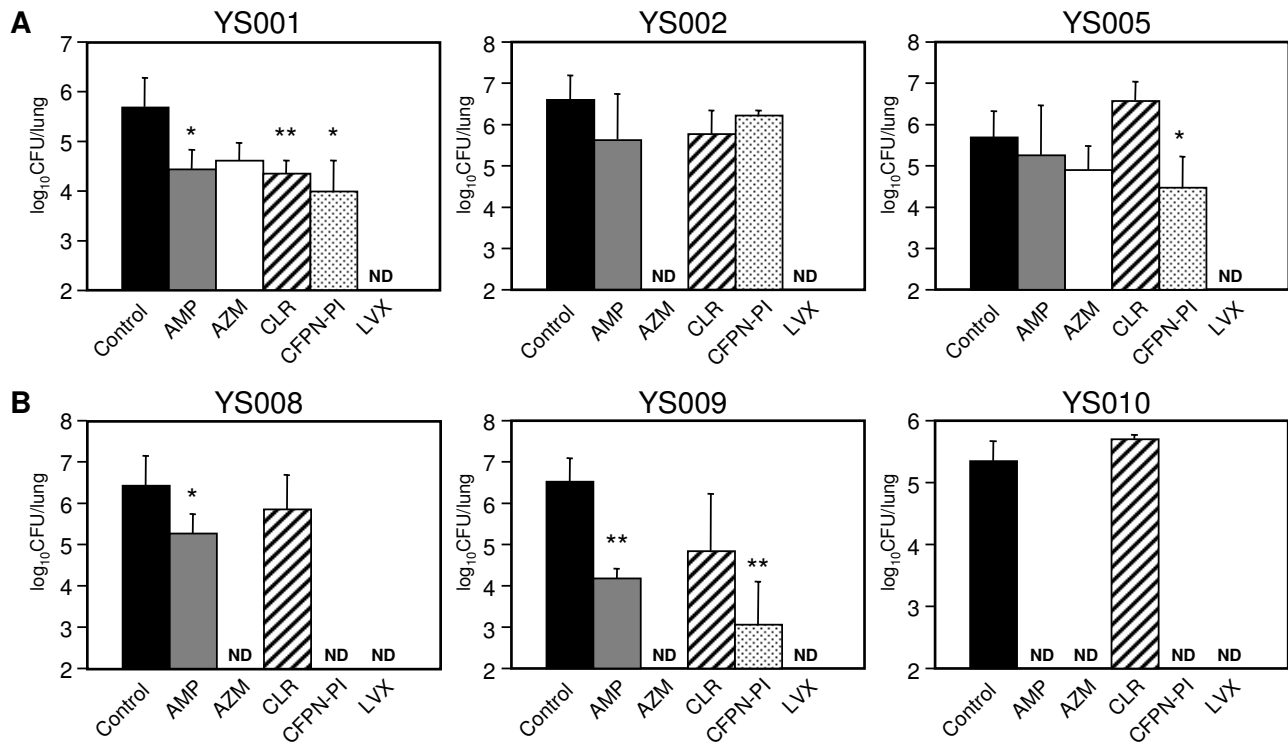 A
YS001
YS002
YS005
log10CFU/lung
7
6
5
4
3
2
*
**
*
ND
Control
AMP
AZM
CLR
CFPN-PI
LVX
log10CFU/lung
8
7
6
5
4
3
2
ND
ND
Control
AMP
AZM
CLR
CFPN-PI
LVX
log10CFU/lung
8
7
6
5
4
3
2
*
ND
Control
AMP
AZM
CLR
CFPN-PI
LVX
B
YS008
YS009
YS010
log10CFU/lung
8
7
6
5
4
3
2
*
ND
ND
ND
Control
AMP
AZM
CLR
CFPN-PI
LVX
log10CFU/lung
8
7
6
5
4
3
2
**
ND
**
ND
Control
AMP
AZM
CLR
CFPN-PI
LVX
log10CFU/lung
6
5
4
3
2
ND
ND
ND
ND
Control
AMP
AZM
CLR
CFPN-PI
LVX